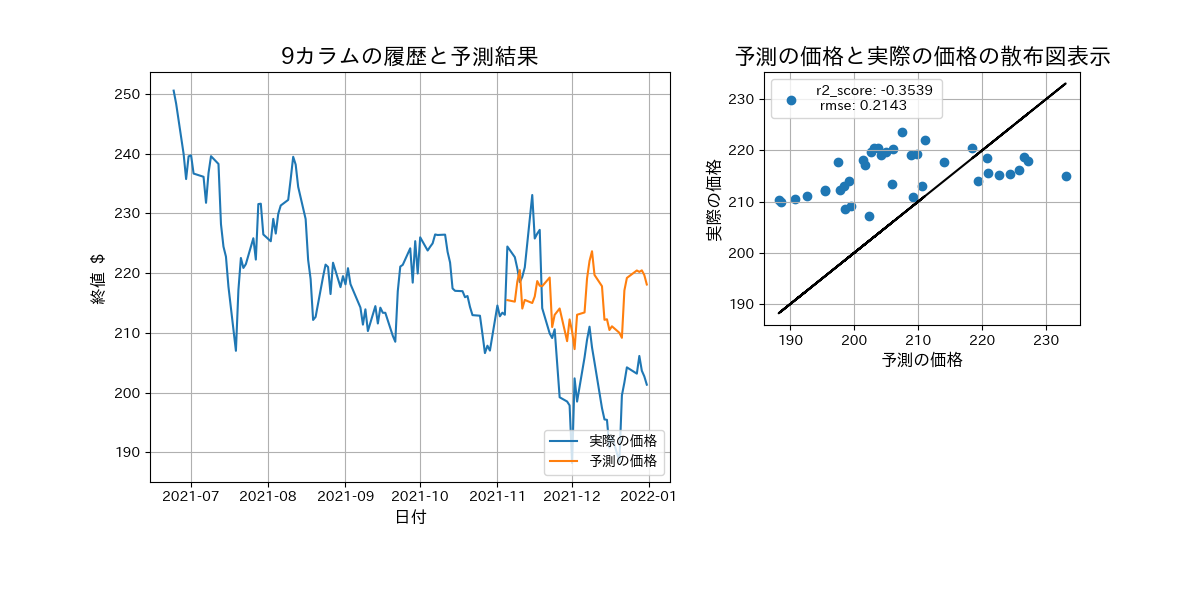 9カラムの履歴と予測結果
250
240
230
220
210
200
190
終値 $
2021-07
2021-08
2021-09
2021-10
2021-11
2021-12
2022-01
日付
実際の価格
予測の価格
予測の価格と実際の価格の散布図表示
r2_score: -0.3539
rmse: 0.2143
230
220
210
200
190
実際の価格
190
200
210
220
230
予測の価格